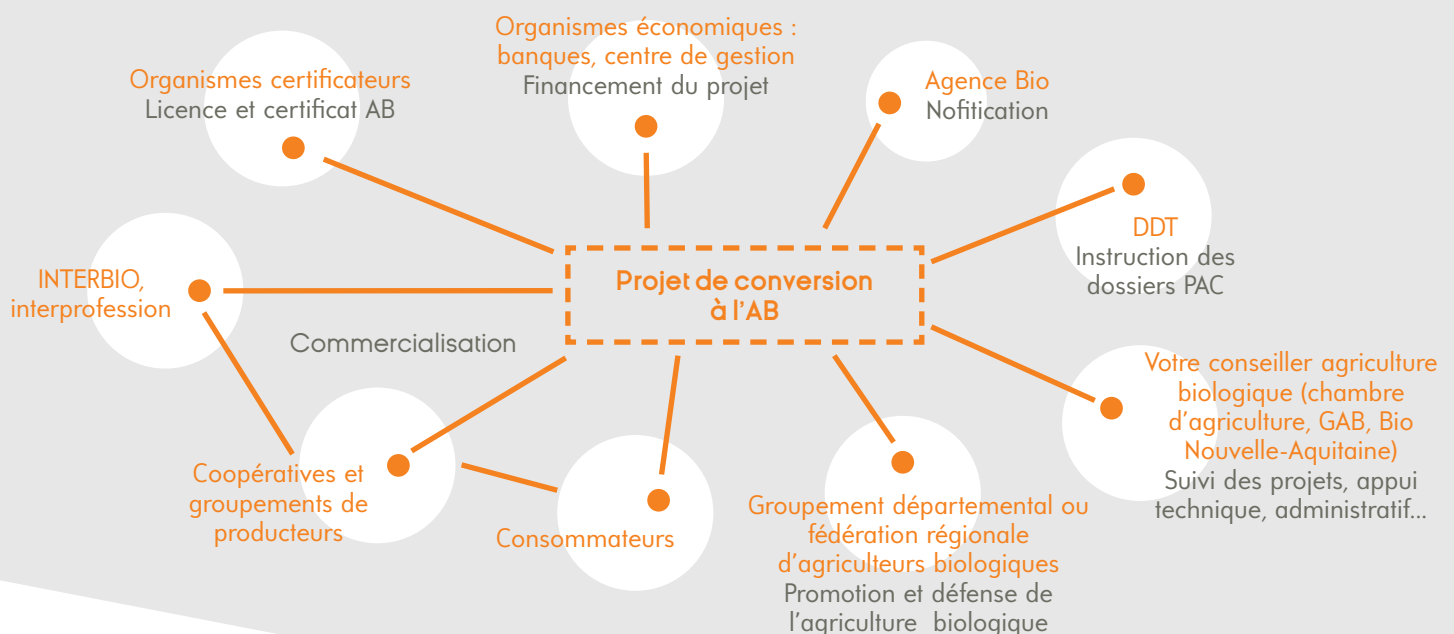 Organismes économiques :
banques, centre de gestion
Financement du projet
Organismes certificateurs
Licence et certificat AB
Agence Bio
Nofitication
DDT
Instruction des
dossiers PAC
INTERBIO,
interprofession
Projet de conversion
à l'AB
Commercialisation
Votre conseiller agriculture
biologique (chambre
d'agriculture, GAB, Bio
Nouvelle-Aquitaine)
Suivi des projets, appui
technique, administratif...
Coopératives et
groupements de
producteurs
Consommateurs
Groupement départemental ou
fédération régionale
d'agriculteurs biologiques
Promotion et défense de
l'agriculture biologique